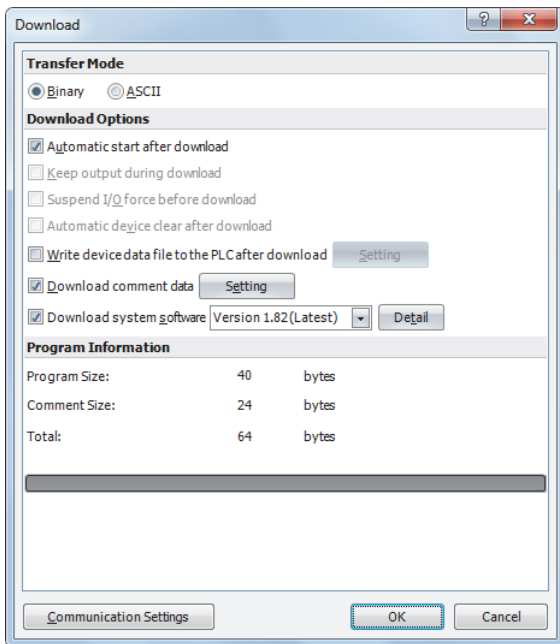 Download
Transfer Mode
Binary ASCII
Download Options
Automatic start after download
Keep output during download
Suspend I/O force before download
Automatic device clear after download
Write device data file to the PLC after download Setting
Download comment data Setting
Download system software Version 1.82(Latest) Detail
Program Information
Program Size: 40 bytes
Comment Size: 24 bytes
Total: 64 bytes
Communication Settings OK Cancel